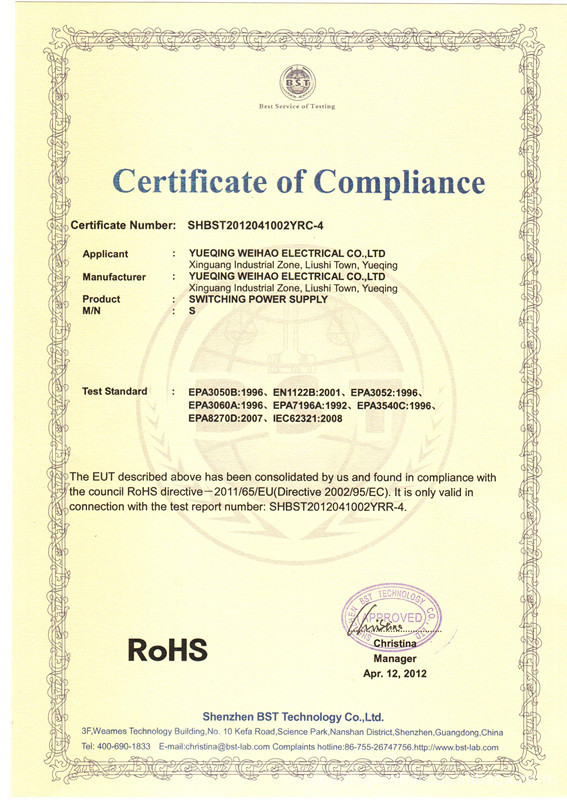 BST
Best Service of Testing
Certificate of Compliance
Certificate Number: SHBST2012041002YRC-4
Applicant : YUEQING WEIHAO ELECTRICAL CO.,LTD
Xinguang Industrial Zone, Liushi Town, Yueqing
Manufacturer : YUEQING WEIHAO ELECTRICAL CO.,LTD
Xinguang Industrial Zone, Liushi Town, Yueqing
Product : SWITCHING POWER SUPPLY
M/N : S
BST
Test Standard : EPA3050B:1996、EN1122B:2001、EPA3052:1996、
EPA3060A:1996、EPA7196A:1992、EPA3540C:1996、
EPA8270D:2007、IEC62321:2008
The EUT described above has been consolidated by us and found in compliance with
the council RoHS directive－2011/65/EU(Directive 2002/95/EC). It is only valid in
connection with the test report number: SHBST2012041002YRR-4.
BST TECHNOLOGY CO.
APPROVED
Christina
RoHS
Christina
Manager
Apr. 12, 2012
Shenzhen BST Technology Co.,Ltd.
3F,Weames Technology Building,No. 10 Kefa Road,Science Park,Nanshan District,Shenzhen,Guangdong,China
Tel: 400-690-1833 E-mail:christina@bst-lab.com Complaints hotline:86-755-26747756.http://www.bst-lab.com